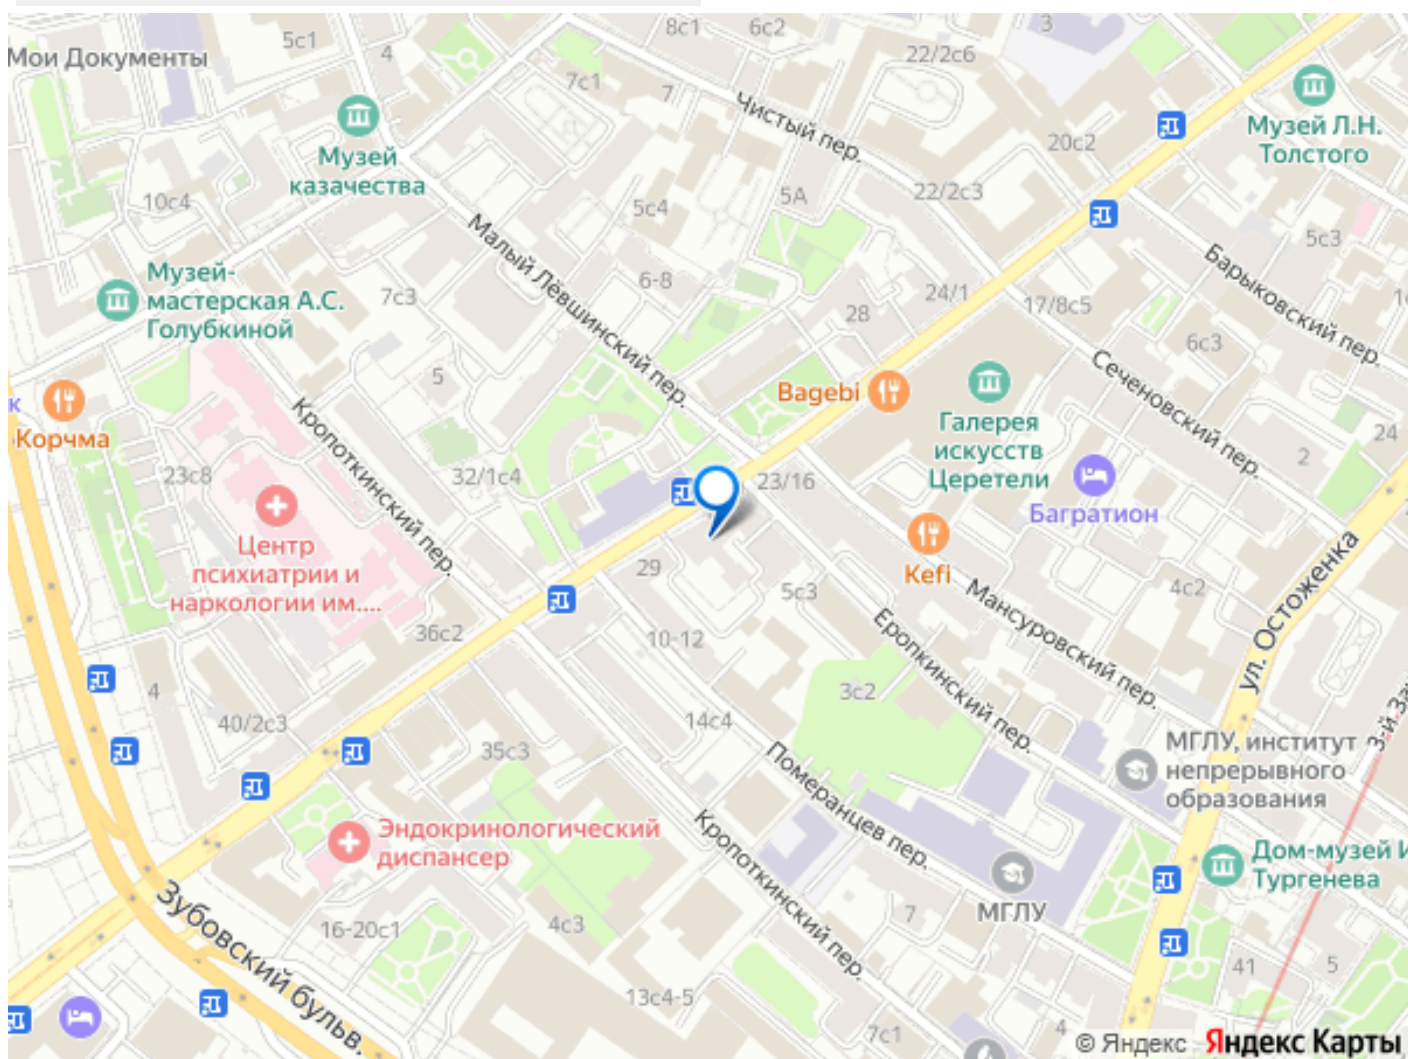 5с1
4
8с1
6с2
3
22/2с6
Мои Документы
7с1
7
Чистый пер.
20с2
Музей Л.Н.
Толстого
Музей
казачества
10с4
5с4
5А
22/2с3
5с3
Малый Лёвшинский пер.
Барыковский пер.
Музей-
мастерская А.С.
Голубкиной
7с3
6-8
28
24/1
17/8с5
6с3
Сеченовский пер.
5
Bagebi
Галерея
искусств
Церетели
24
2
к
Корчма
Кропоткинский пер.
23с8
32/1с4
23/16
Багратион
Центр
психиатрии и
наркологии им....
29
5с3
Kefi
Мансуровский пер.
4с2
ул. Остоженка
36с2
10-12
Еропкинский пер.
3с2
4
40/2с3
14с4
35с3
Померанцев пер.
МГЛУ, институт
непрерывного
образования
Эндокринологический
диспансер
Кропоткинский пер.
Дом-музей И
Тургенева
МГЛУ
7
Зубовский бульв.
16-20с1
4с3
41
5
13с4-5
7с1
4
© Яндекс Яндекс Карты